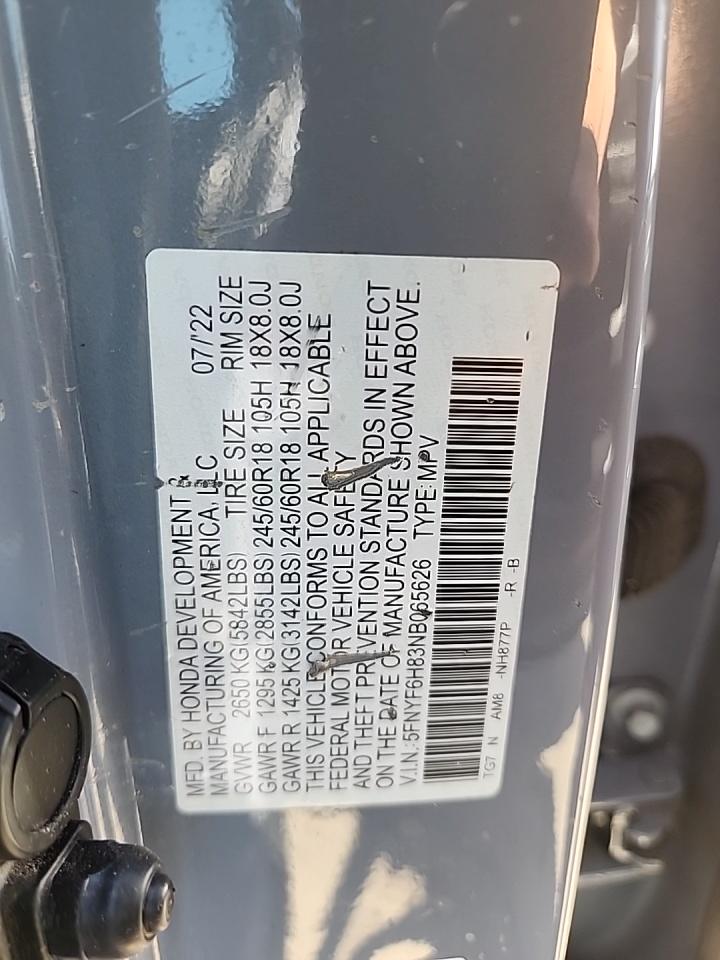 MFD. BY HONDA DEVELOPMENT
MANUFACTURING OF AMERICA, LLC 07/'22
GVWR 2650 KG(5842LBS) TIRE SIZE RIM SIZE
GAWR F 1295 KG(2855LBS) 245/60R18 105H 18X8.0J
GAWR R 1425 KG(3142LBS) 245/60R18 105H 18X8.0J
THIS VEHICLE CONFORMS TO ALL APPLICABLE
FEDERAL MOTOR VEHICLE SAFETY
AND THEFT PREVENTION STANDARDS IN EFFECT
ON THE DATE OF MANUFACTURE SHOWN ABOVE.
V.I.N.: 5FNYF6H83NB065626 TYPE: MPV
TG7 N AM8 -NH877P -R -B